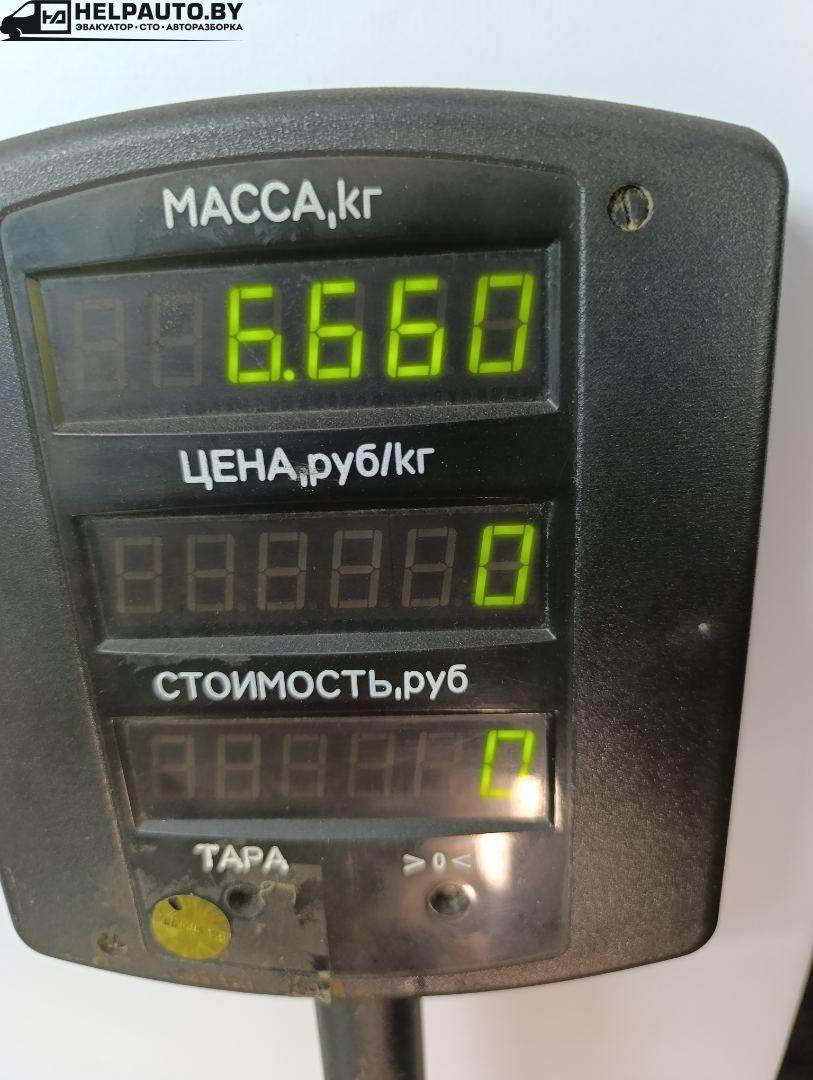 HELPAUTO.BY
ЭВАКУАТОР • СТО • АВТОРАЗБОРКА
МАССА,кг
6.660
ЦЕНА,руб/кг
0
СТОИМОСТЬ,руб
0
ТАРА >0<